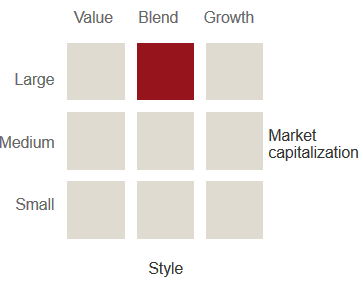 Value Blend Growth
Large
Medium
Market
capitalization
Small
Style